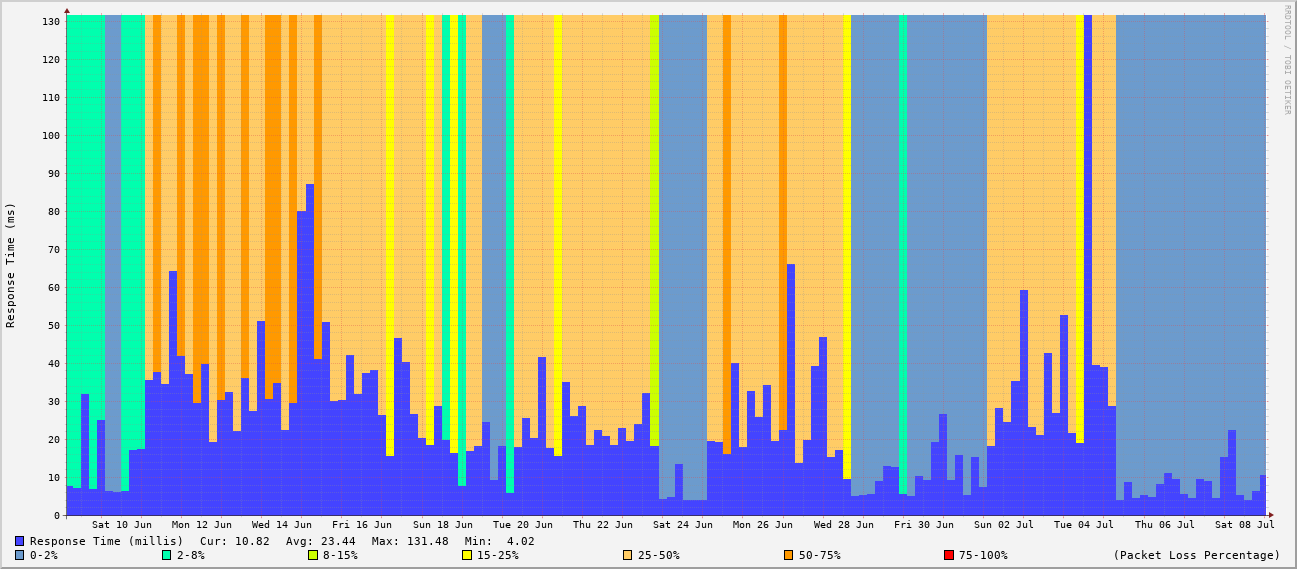 RRDTOOL / TOBI OETIKER
Response Time (ms)
130
120
110
100
90
80
70
60
50
40
30
20
10
0
Sat 10 Jun Mon 12 Jun Wed 14 Jun Fri 16 Jun Sun 18 Jun Tue 20 Jun Thu 22 Jun Sat 24 Jun Mon 26 Jun Wed 28 Jun Fri 30 Jun Sun 02 Jul Tue 04 Jul Thu 06 Jul Sat 08 Jul
Response Time (millis) Cur: 10.82 Avg: 23.44 Max: 131.48 Min: 4.02
0-2% 2-8% 8-15% 15-25% 25-50% 50-75% 75-100% (Packet Loss Percentage)